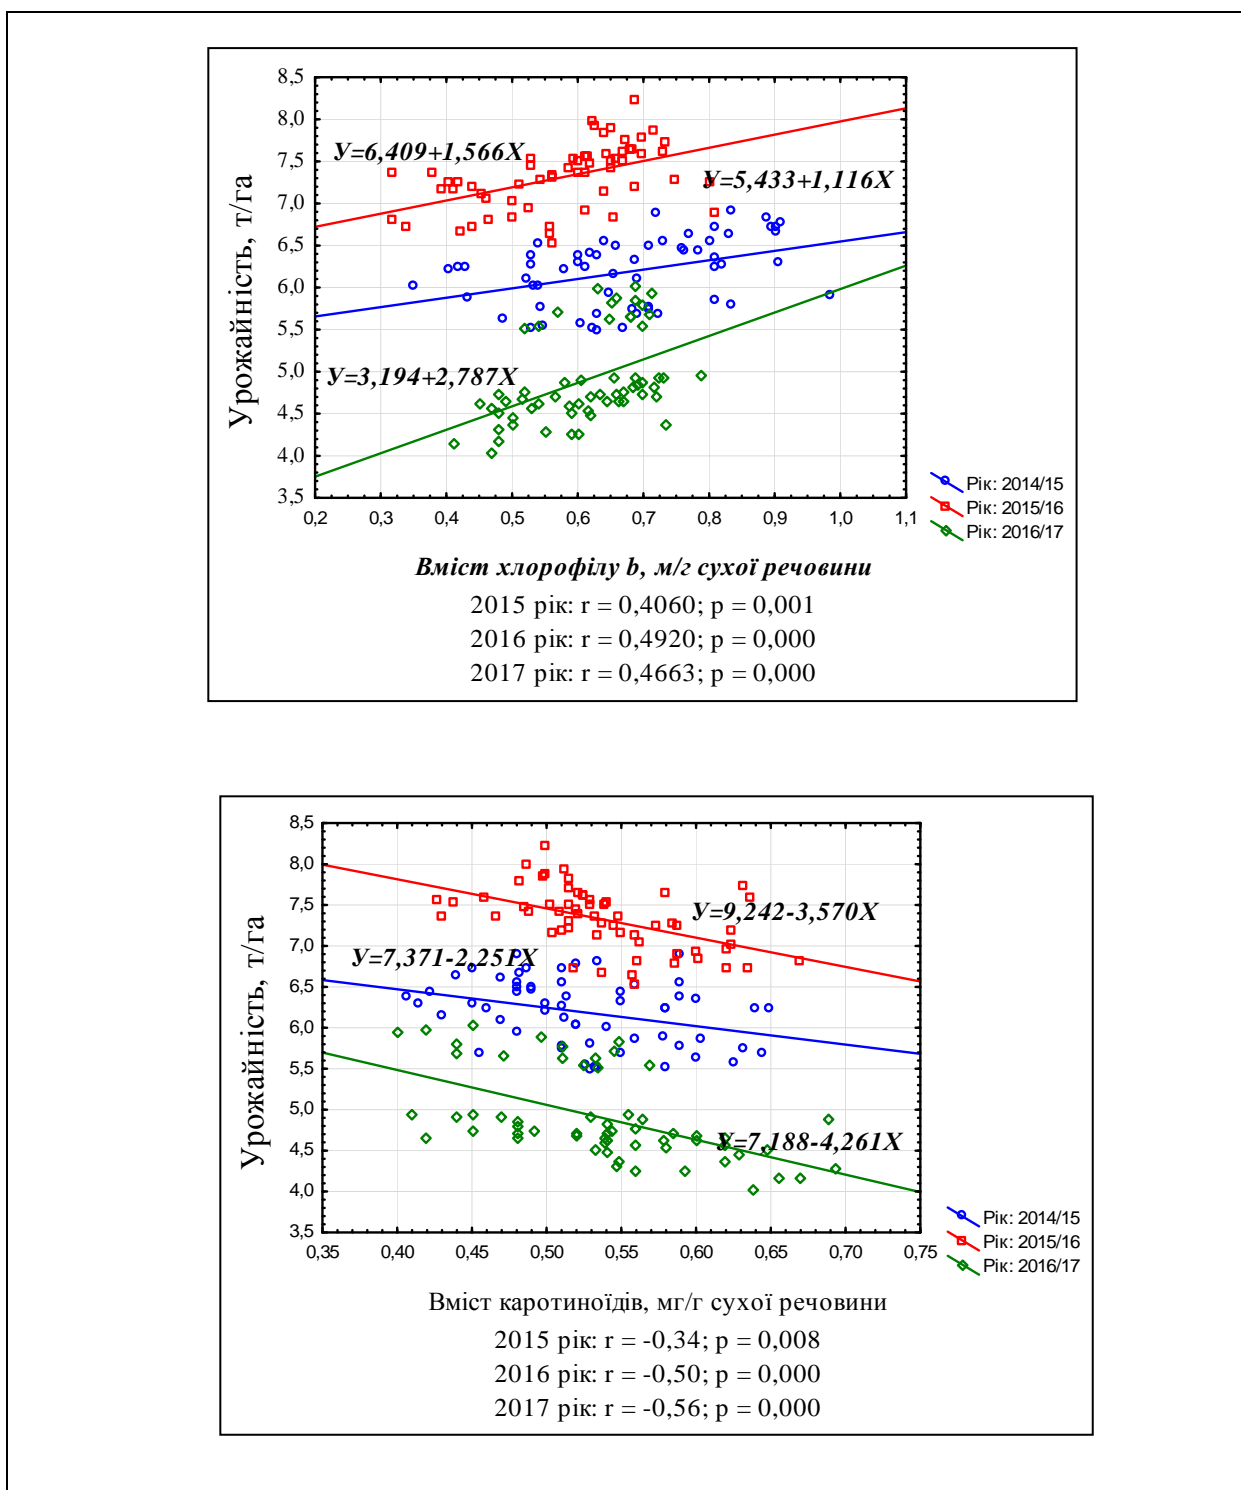 8,5
8,0
7,5
7,0
6,5
6,0
5,5
5,0
4,5
4,0
3,5
Урожайність, т/га
У=6,409+1,566X
У=5,433+1,116X
У=3,194+2,787X
0,2 0,3 0,4 0,5 0,6 0,7 0,8 0,9 1,0 1,1
Рік: 2014/15
Рік: 2015/16
Рік: 2016/17
Вміст хлорофілу b, м/г сухої речовини
2015 рік: r = 0,4060; p = 0,001
2016 рік: r = 0,4920; p = 0,000
2017 рік: r = 0,4663; p = 0,000
8,5
8,0
7,5
7,0
6,5
6,0
5,5
5,0
4,5
4,0
3,5
Урожайність, т/га
У=9,242-3,570X
У=7,371-2,251X
У=7,188-4,261X
0,35 0,40 0,45 0,50 0,55 0,60 0,65 0,70 0,75
Рік: 2014/15
Рік: 2015/16
Рік: 2016/17
Вміст каротиноїдів, мг/г сухої речовини
2015 рік: r = -0,34; p = 0,008
2016 рік: r = -0,50; p = 0,000
2017 рік: r = -0,56; p = 0,000